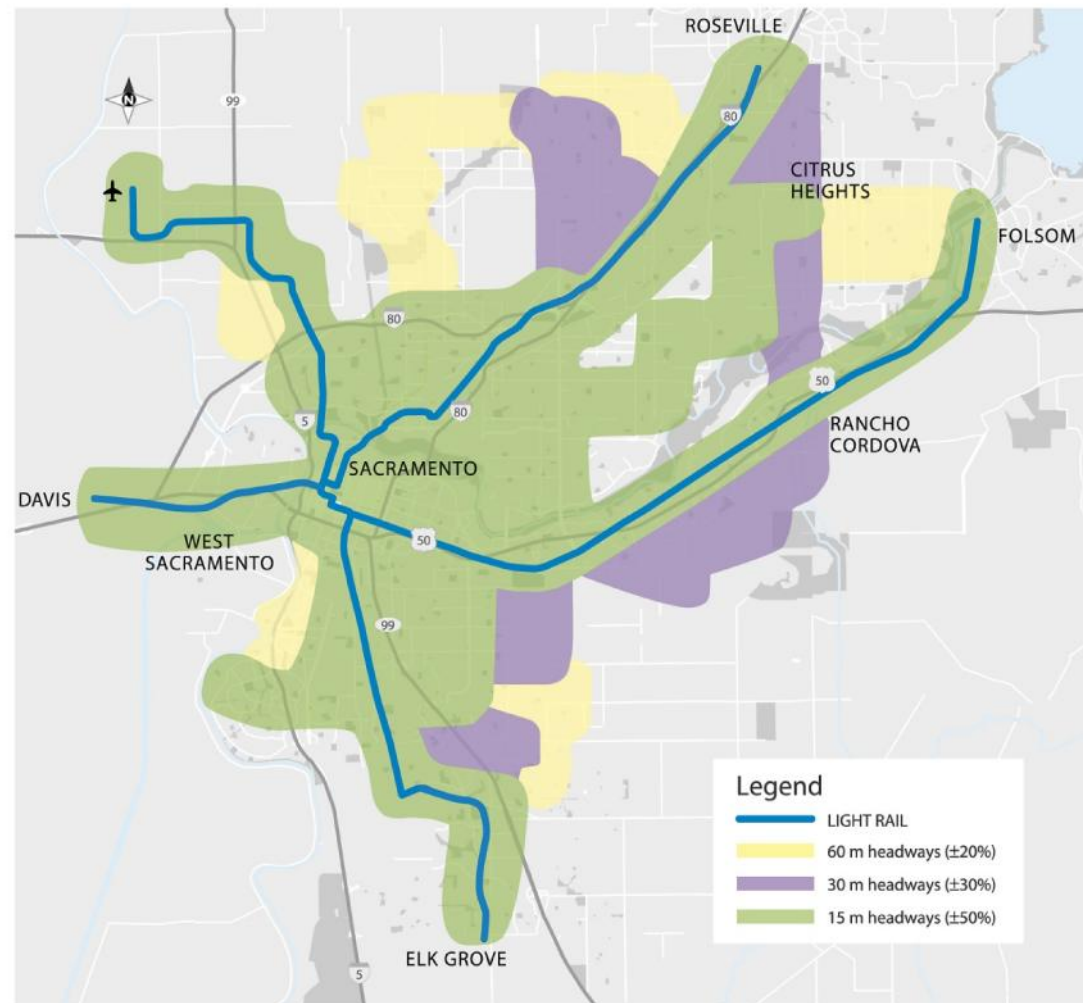 ROSEVILLE
99
N
80
CITRUS
HEIGHTS
FOLSOM
80
50
5
80
RANCHO
CORDOVA
SACRAMENTO
DAVIS
WEST
SACRAMENTO
50
99
Legend
LIGHT RAIL
60 m headways (±20%)
30 m headways (±30%)
15 m headways (±50%)
ELK GROVE
5